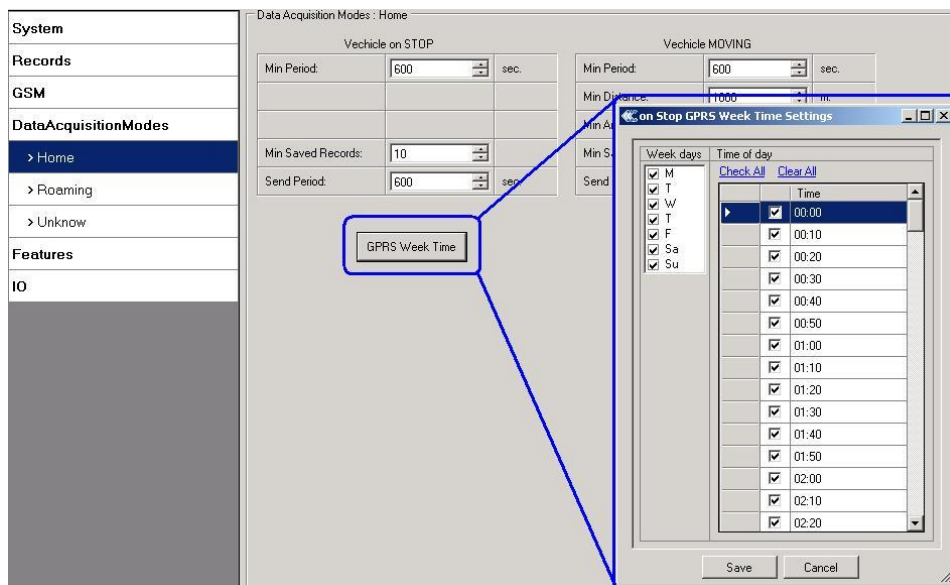 System
Records
GSM
DataAcquisitionModes
> Home
> Roaming
> Unknow
Features
IO
Data Acquisition Modes : Home
Vechicle on STOP
Min Period: 600 sec.
Min Saved Records: 10
Send Period: 600 sec.
GPRS Week Time
Vechicle MOVING
Min Period: 600 sec.
Min Distance: 1000 m.
Min A
Min S
Send
on Stop GPRS Week Time Settings
Week days
M
T
W
T
F
Sa
Su
Time of day
Check All Clear All
Time
00:00
00:10
00:20
00:30
00:40
00:50
01:00
01:10
01:20
01:30
01:40
01:50
02:00
02:10
02:20
Save Cancel